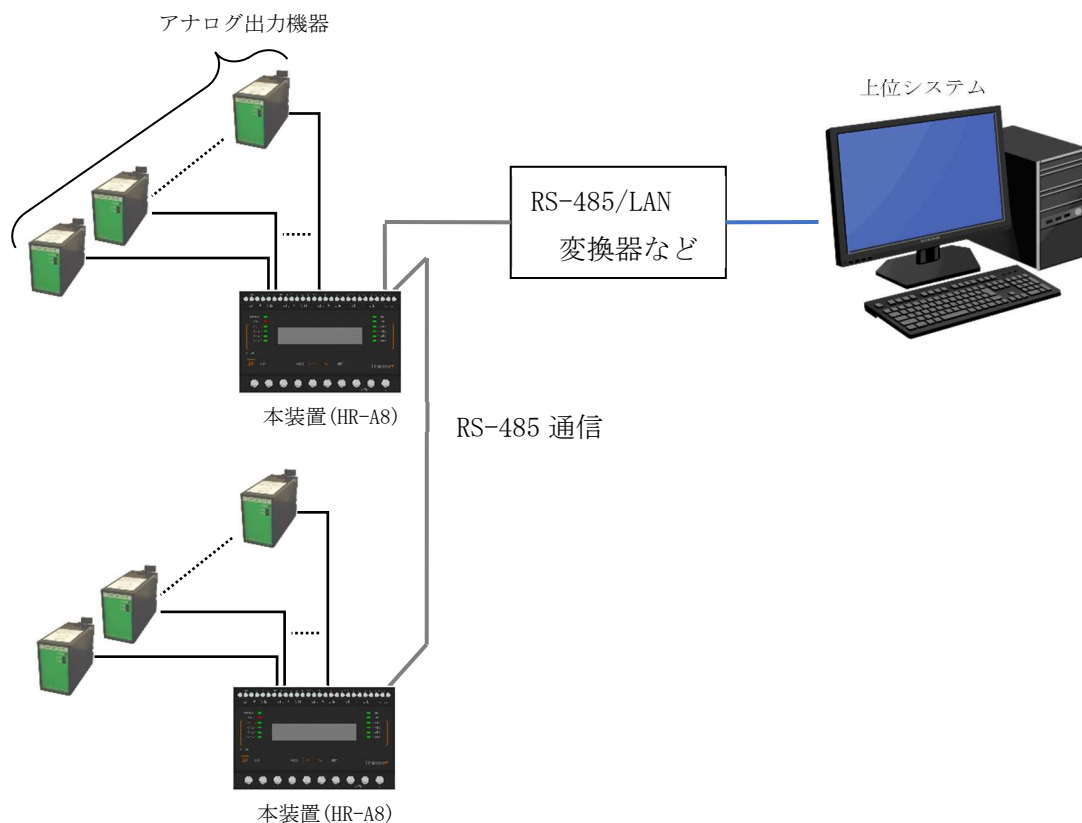 アナログ出力機器
上位システム
RS-485/LAN
変換器など
本装置(HR-A8)
RS-485 通信
本装置(HR-A8)